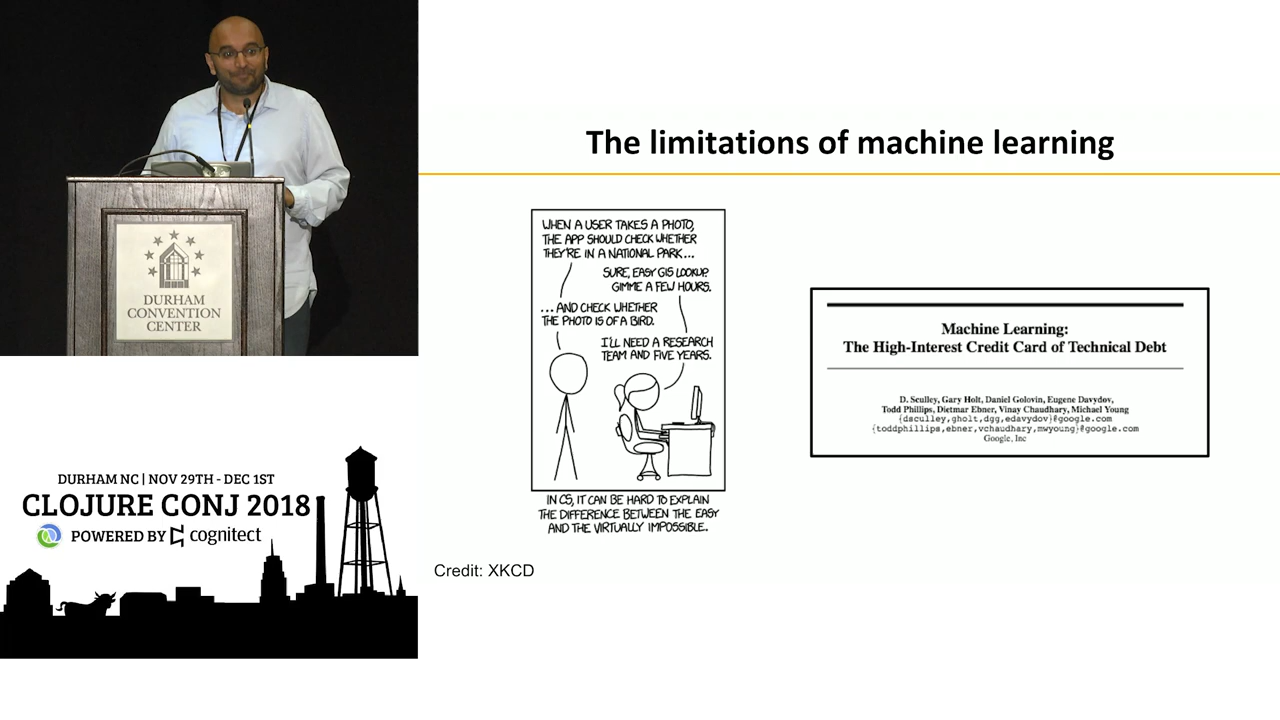 DURHAM
CONVENTION
CENTER
DURHAM NC | NOV 29TH - DEC 1ST
CLOJURE CONJ 2018
POWERED BY cognitect
The limitations of machine learning
WHEN A USER TAKES A PHOTO,
THE APP SHOULD CHECK WHETHER
THEY'RE IN A NATIONAL PARK...
SURE, EASY GIS LOOKUP.
GIMME A FEW HOURS.
...AND CHECK WHETHER
THE PHOTO IS OF A BIRD.
I'LL NEED A RESEARCH
TEAM AND FIVE YEARS.
IN CS, IT CAN BE HARD TO EXPLAIN
THE DIFFERENCE BETWEEN THE EASY
AND THE VIRTUALLY IMPOSSIBLE.
Credit: XKCD
Machine Learning:
The High-Interest Credit Card of Technical Debt
D. Sculley, Gary Holt, Daniel Golovin, Eugene Davydov,
Todd Phillips, Dietmar Ebner, Vinay Chaudhary, Michael Young
{dsculley,gholt,dgg,edavydov}@google.com
{toddphillips,ebner,vchaudhary,mwyoung}@google.com
Google, Inc